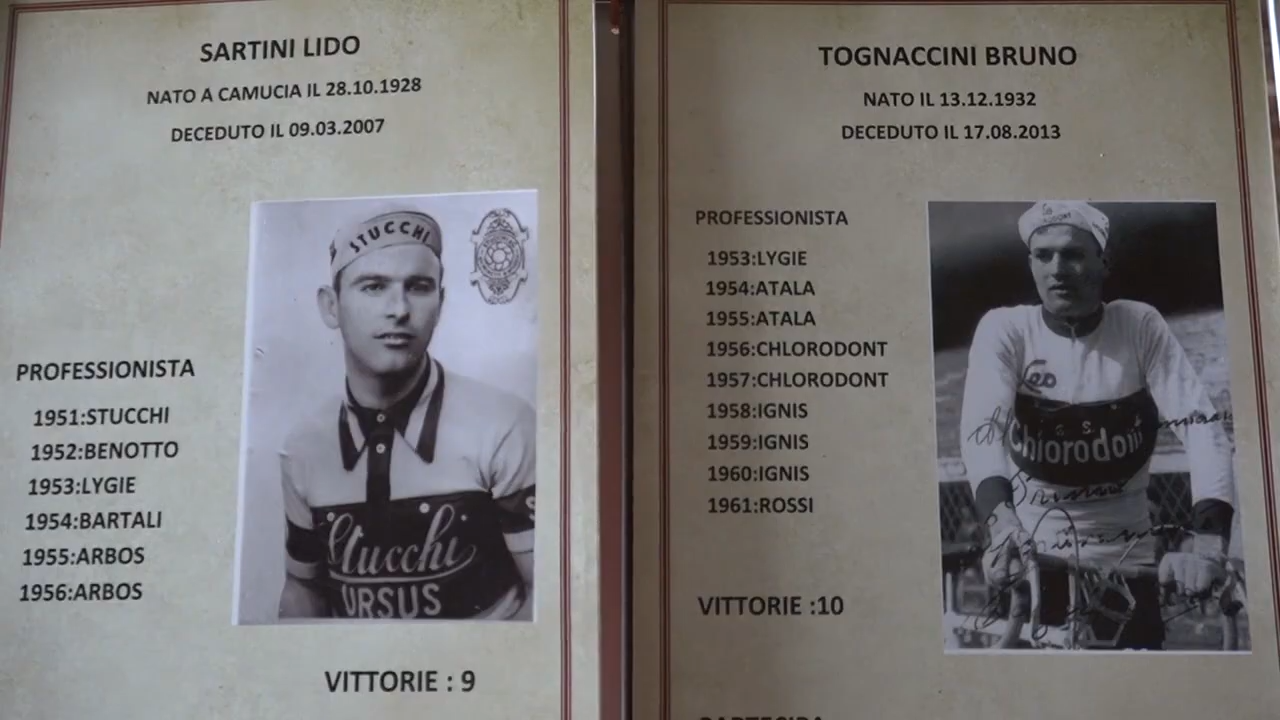 SARTINI LIDO
NATO A CAMUCIA IL 28.10.1928
DECEDUTO IL 09.03.2007
STUCCHI
Stucchi
URSUS
PROFESSIONISTA
1951:STUCCHI
1952:BENOTTO
1953:LYGIE
1954:BARTALI
1955:ARBOS
1956:ARBOS
VITTORIE : 9
TOGNACCINI BRUNO
NATO IL 13.12.1932
DECEDUTO IL 17.08.2013
PROFESSIONISTA
1953:LYGIE
1954:ATALA
1955:ATALA
1956:CHLORODONT
1957:CHLORODONT
1958:IGNIS
1959:IGNIS
1960:IGNIS
1961:ROSSI
Leo
Chlorodont
VITTORIE :10